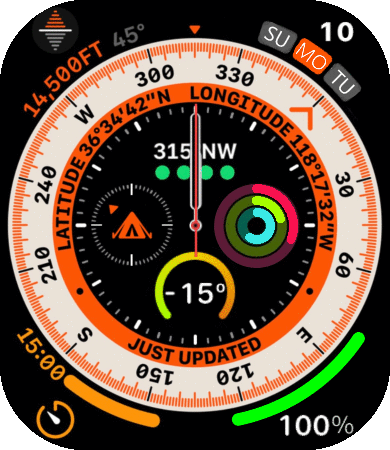 14,500FT
45°
SU
MO
TU
10
300
330
W
30
240
60
210
E
S
150
120
LATITUDE 36°34'42"N
LONGITUDE 118°17'32"W
315 NW
-15°
JUST UPDATED
15:00
100%